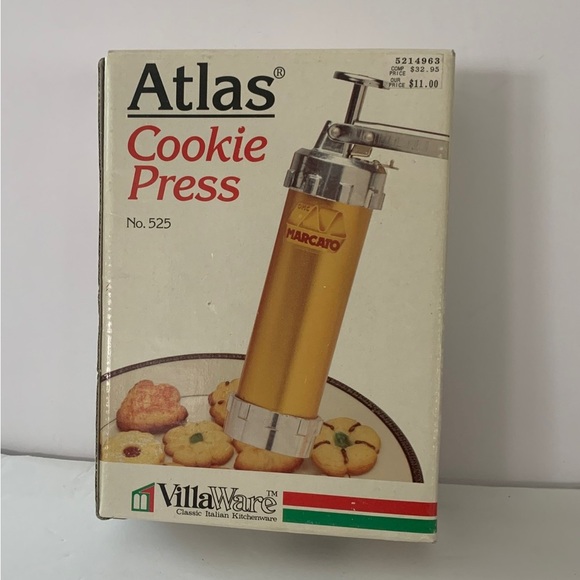 Atlas®
Cookie
Press
No. 525
5214963
COMP PRICE $32.95
OUR PRICE $11.00
MARCATO
VillaWare™
Classic Italian Kitchenware